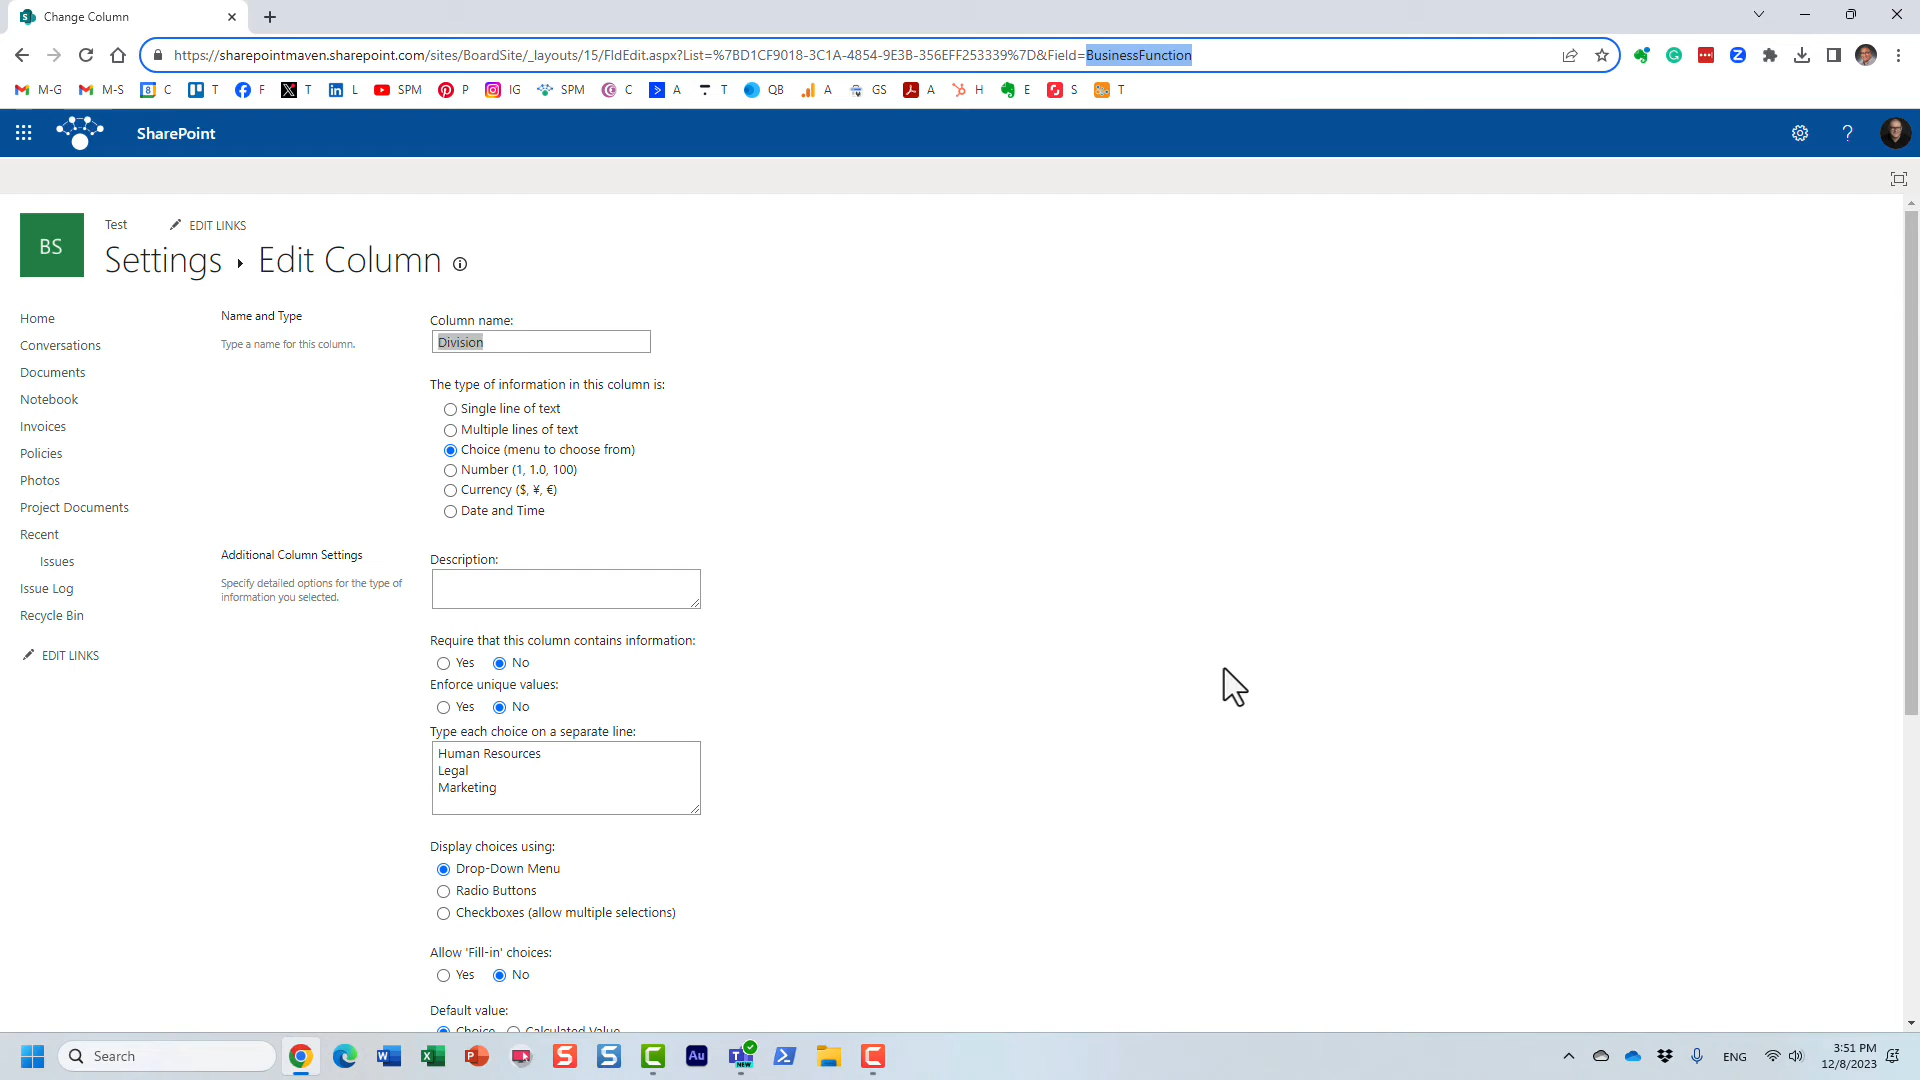 Change Column
https://sharepointmaven.sharepoint.com/sites/BoardSite/_layouts/15/FldEdit.aspx?List=%7BD1CF9018-3C1A-4854-9E3B-356EFF253339%7D&Field=BusinessFunction
M-G M-S C T F T L SPM P IG SPM C A T QB A GS A H E S T
SharePoint
BS
Test EDIT LINKS
Settings Edit Column
Home
Conversations
Documents
Notebook
Invoices
Policies
Photos
Project Documents
Recent
Issues
Issue Log
Recycle Bin
EDIT LINKS
Name and Type
Type a name for this column.
Column name:
Division
The type of information in this column is:
Single line of text
Multiple lines of text
Choice (menu to choose from)
Number (1, 1.0, 100)
Currency ($, ¥, €)
Date and Time
Additional Column Settings
Specify detailed options for the type of
information you selected.
Description:
Require that this column contains information:
Yes No
Enforce unique values:
Yes No
Type each choice on a separate line:
Human Resources
Legal
Marketing
Display choices using:
Drop-Down Menu
Radio Buttons
Checkboxes (allow multiple selections)
Allow 'Fill-in' choices:
Yes No
Default value:
Choice Calculated Value
Search
ENG
3:51 PM
12/8/2023